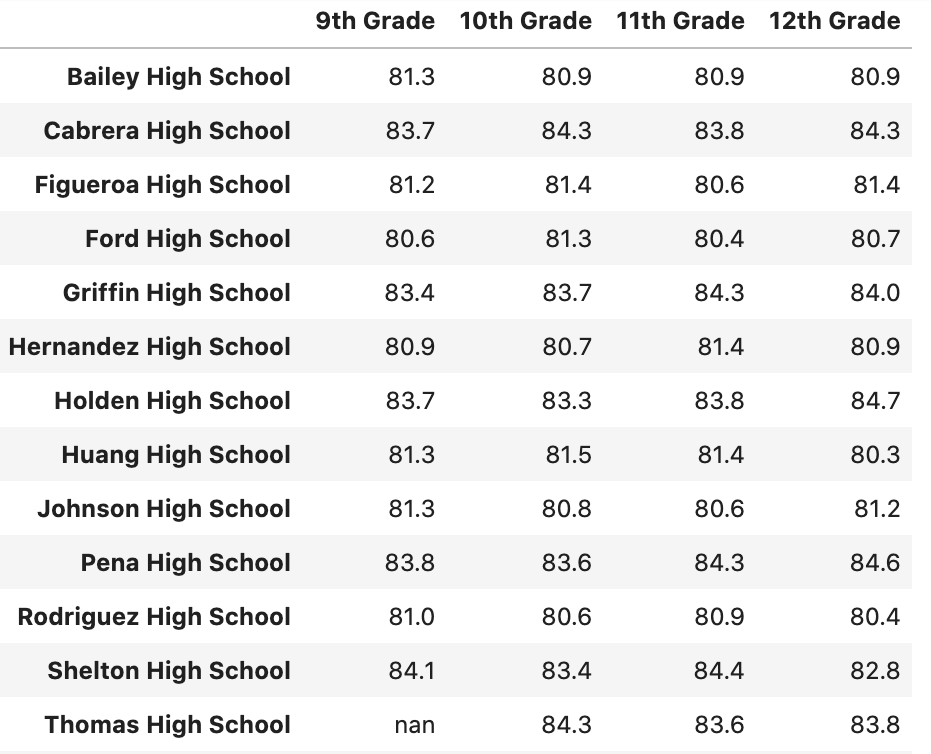 9th Grade 10th Grade 11th Grade 12th Grade
Bailey High School 81.3 80.9 80.9 80.9
Cabrera High School 83.7 84.3 83.8 84.3
Figueroa High School 81.2 81.4 80.6 81.4
Ford High School 80.6 81.3 80.4 80.7
Griffin High School 83.4 83.7 84.3 84.0
Hernandez High School 80.9 80.7 81.4 80.9
Holden High School 83.7 83.3 83.8 84.7
Huang High School 81.3 81.5 81.4 80.3
Johnson High School 81.3 80.8 80.6 81.2
Pena High School 83.8 83.6 84.3 84.6
Rodriguez High School 81.0 80.6 80.9 80.4
Shelton High School 84.1 83.4 84.4 82.8
Thomas High School nan 84.3 83.6 83.8